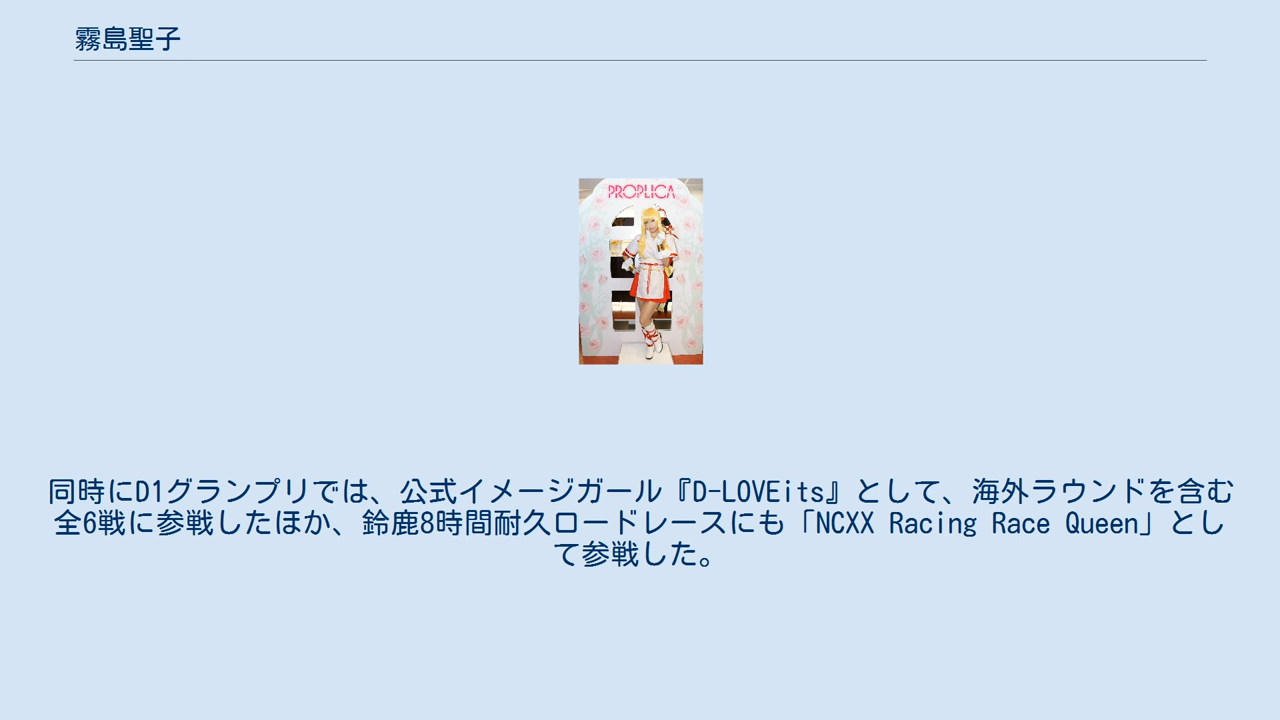 霧島聖子
PROPLICA
同時にD1グランプリでは、公式イメージガール『D-LOVEits』として、海外ラウンドを含む
全6戦に参戦したほか、鈴鹿8時間耐久ロードレースにも「NCXX Racing Race Queen」とし
て参戦した。